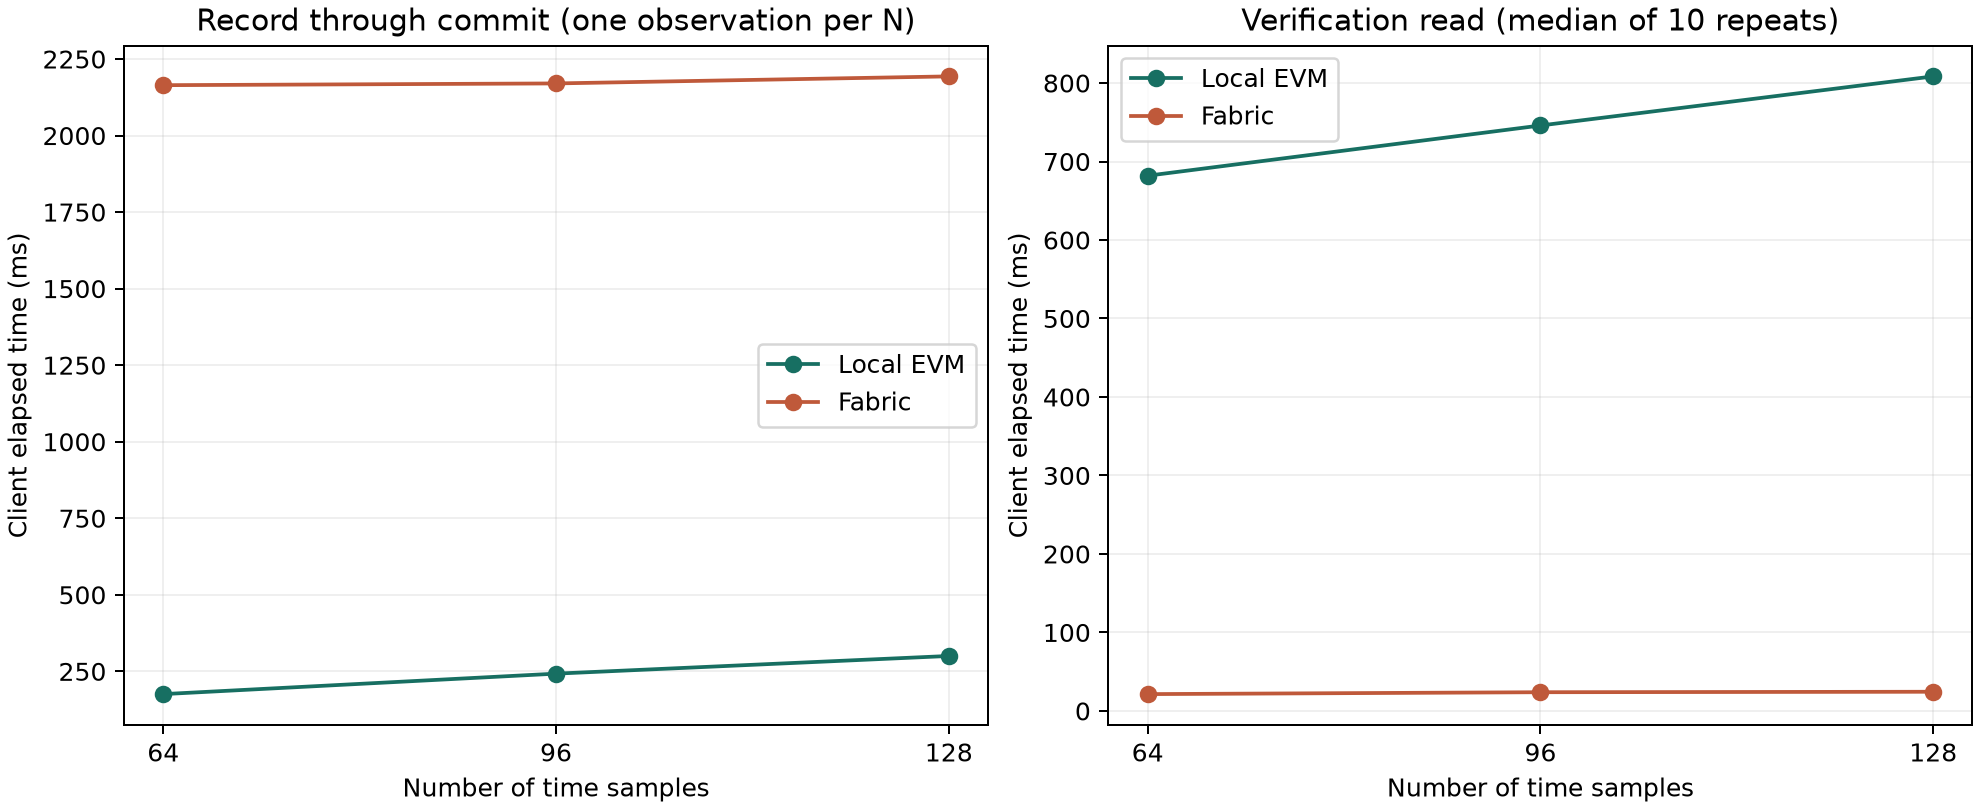 Record through commit (one observation per N)
Client elapsed time (ms)
2250
2000
1750
1500
1250
1000
750
500
250
Local EVM
Fabric
64
96
128
Number of time samples
Verification read (median of 10 repeats)
Client elapsed time (ms)
800
700
600
500
400
300
200
100
0
Local EVM
Fabric
64
96
128
Number of time samples